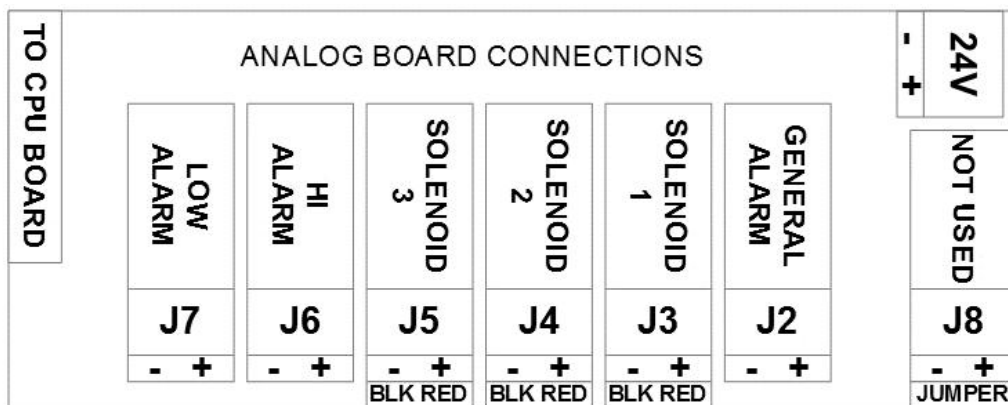 TO CPU BOARD
ANALOG BOARD CONNECTIONS
- +
24V
LOW
ALARM
HI
ALARM
SOLENOID
3
SOLENOID
2
SOLENOID
1
GENERAL
ALARM
NOT USED
J7
J6
J5
J4
J3
J2
J8
- +
- +
- +
- +
- +
- +
- +
BLK RED
BLK RED
BLK RED
JUMPER